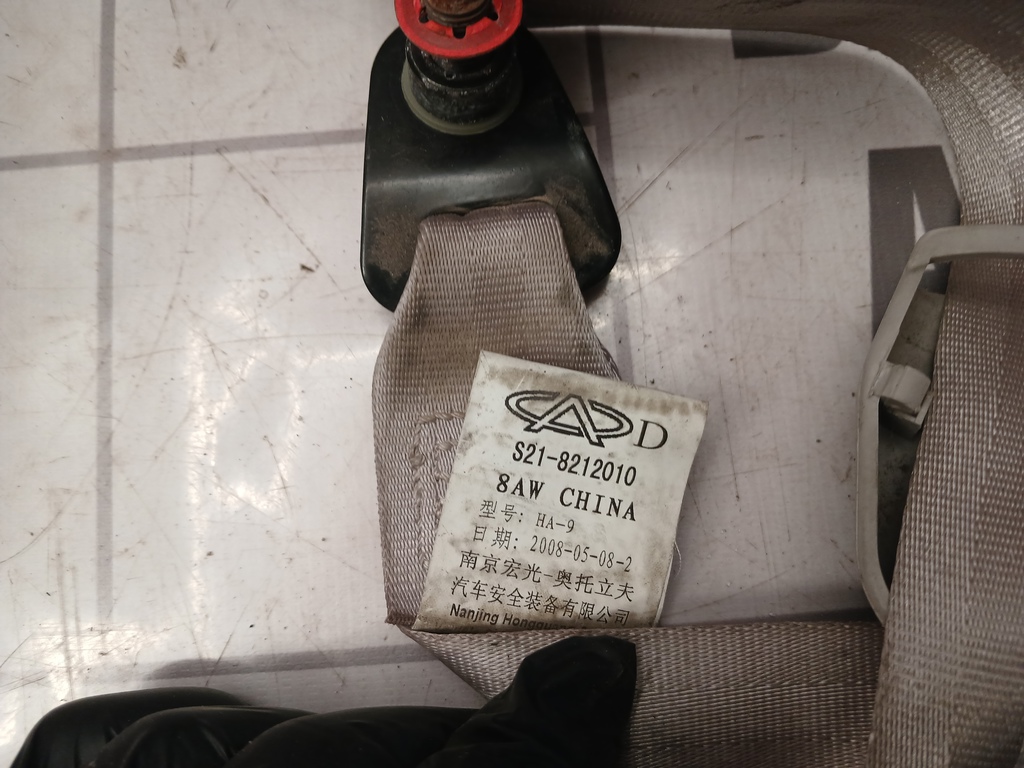 D
S21-8212010
8AW CHINA
型号: HA-9
日期: 2008-05-08-2
南京宏光-奥托立夫
汽车安全装备有限公司
Nanjing